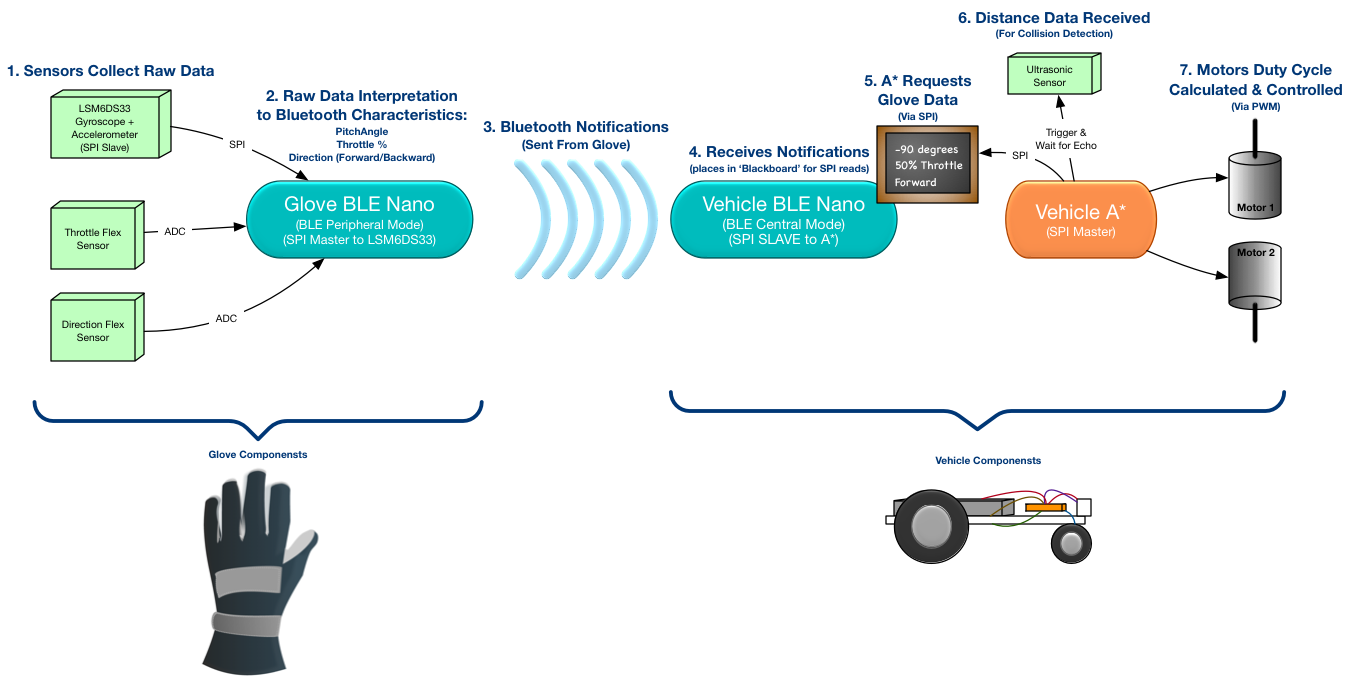 1. Sensors Collect Raw Data
LSM6DS33
Gyroscope +
Accelerometer
(SPI Slave)
SPI
Throttle Flex
Sensor
ADC
Direction Flex
Sensor
ADC
2. Raw Data Interpretation
to Bluetooth Characteristics:
PitchAngle
Throttle %
Direction (Forward/Backward)
Glove BLE Nano
(BLE Peripheral Mode)
(SPI Master to LSM6DS33)
3. Bluetooth Notifications
(Sent From Glove)
4. Receives Notifications
(places in ‘Blackboard’ for SPI reads)
Vehicle BLE Nano
(BLE Central Mode)
(SPI SLAVE to A*)
5. A* Requests
Glove Data
(Via SPI)
-90 degrees
50% Throttle
Forward
SPI
6. Distance Data Received
(For Collision Detection)
Ultrasonic
Sensor
Trigger &
Wait for Echo
Vehicle A*
(SPI Master)
7. Motors Duty Cycle
Calculated & Controlled
(Via PWM)
Motor 1
Motor 2
Glove Componensts
Vehicle Componensts